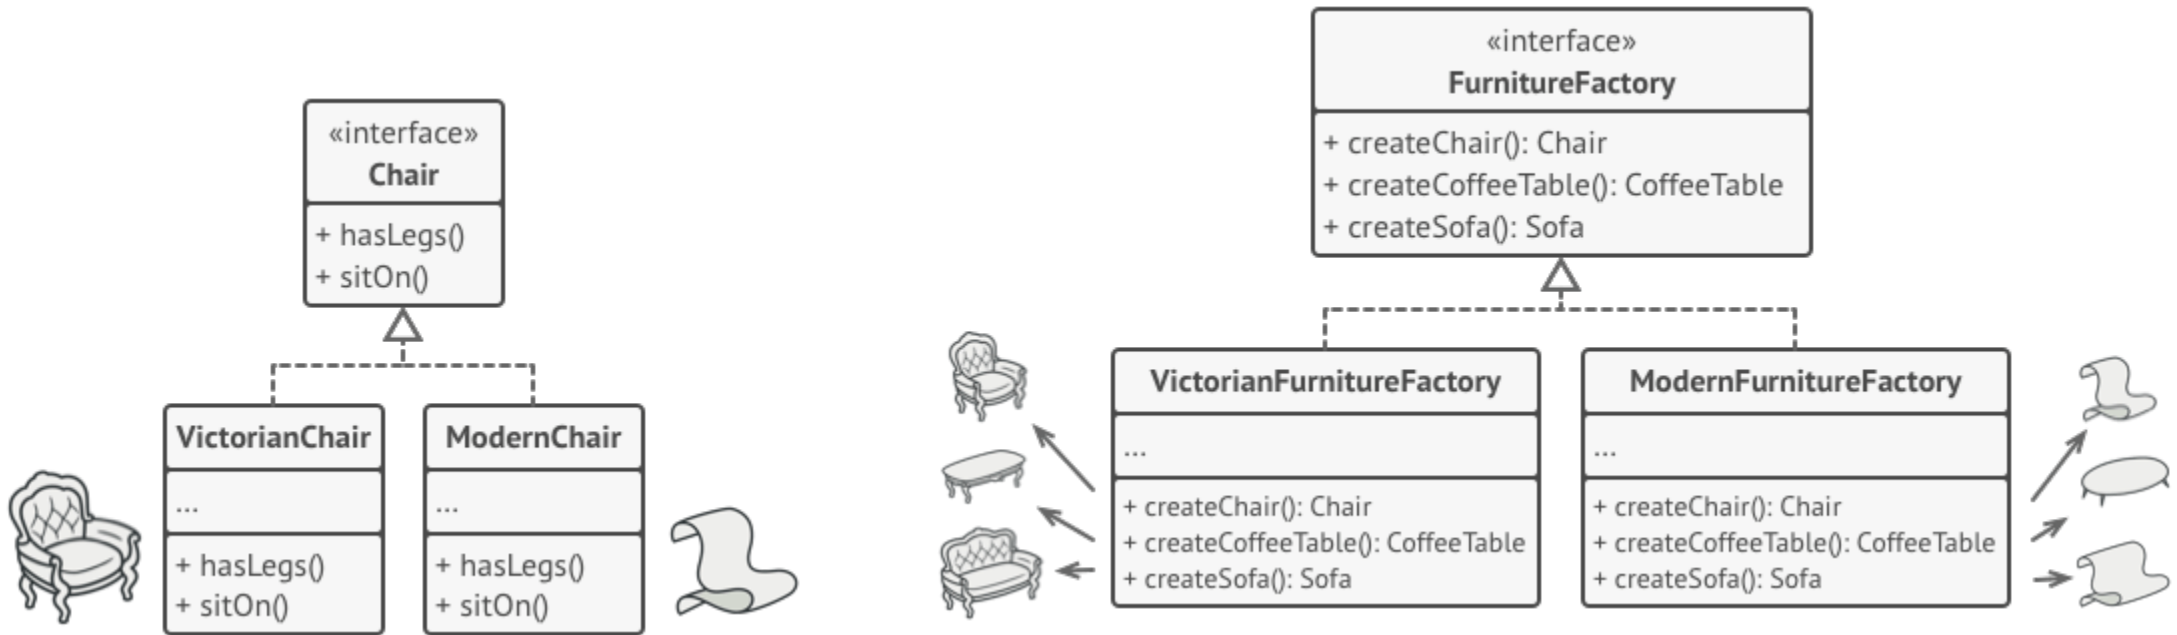 «interface»
Chair
+ hasLegs()
+ sitOn()
VictorianChair
...
+ hasLegs()
+ sitOn()
ModernChair
...
+ hasLegs()
+ sitOn()
«interface»
FurnitureFactory
+ createChair(): Chair
+ createCoffeeTable(): CoffeeTable
+ createSofa(): Sofa
VictorianFurnitureFactory
...
+ createChair(): Chair
+ createCoffeeTable(): CoffeeTable
+ createSofa(): Sofa
ModernFurnitureFactory
...
+ createChair(): Chair
+ createCoffeeTable(): CoffeeTable
+ createSofa(): Sofa